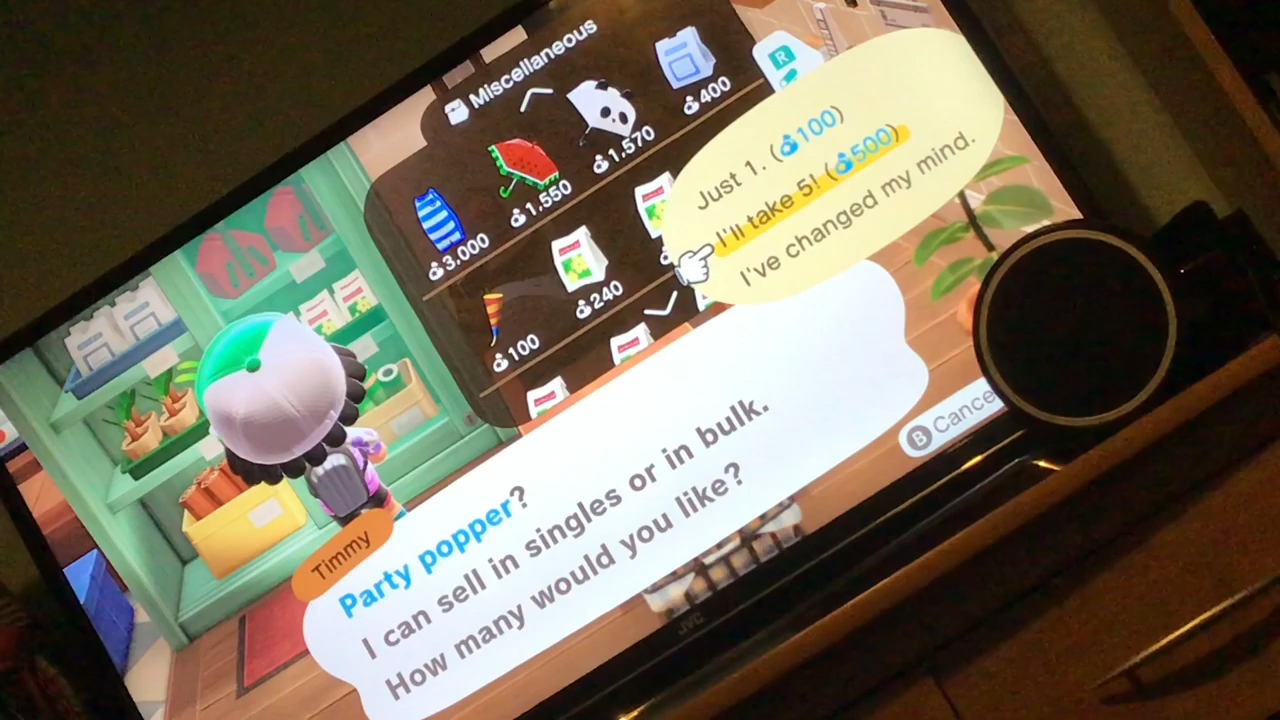 Miscellaneous
R
3,000
1,550
1,570
400
100
240
Just 1. (100)
I'll take 5! (500)
I've changed my mind.
Timmy
Party popper?
I can sell in singles or in bulk.
How many would you like?
B Cance
JVC